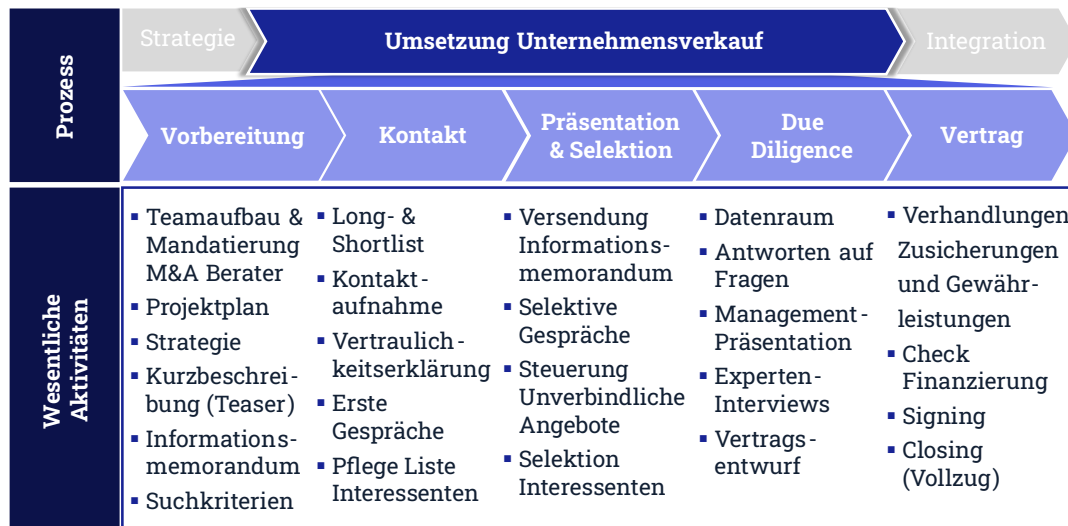 Prozess
Strategie
Umsetzung Unternehmensverkauf
Integration
Vorbereitung
Kontakt
Präsentation
& Selektion
Due
Diligence
Vertrag
Wesentliche
Aktivitäten
▪ Teamaufbau &
Mandatierung
M&A Berater
▪ Projektplan
▪ Strategie
▪ Kurzbeschrei-
bung (Teaser)
▪ Informations-
memorandum
▪ Suchkriterien
▪ Long- &
Shortlist
▪ Kontakt-
aufnahme
▪ Vertraulich-
keitserklärung
▪ Erste
Gespräche
▪ Pflege Liste
Interessenten
▪ Versendung
Informations-
memorandum
▪ Selektive
Gespräche
▪ Steuerung
Unverbindliche
Angebote
▪ Selektion
Interessenten
▪ Datenraum
▪ Antworten auf
Fragen
▪ Management-
Präsentation
▪ Experten-
Interviews
▪ Vertrags-
entwurf
▪ Verhandlungen
Zusicherungen
und Gewähr-
leistungen
▪ Check
Finanzierung
▪ Signing
▪ Closing
(Vollzug)